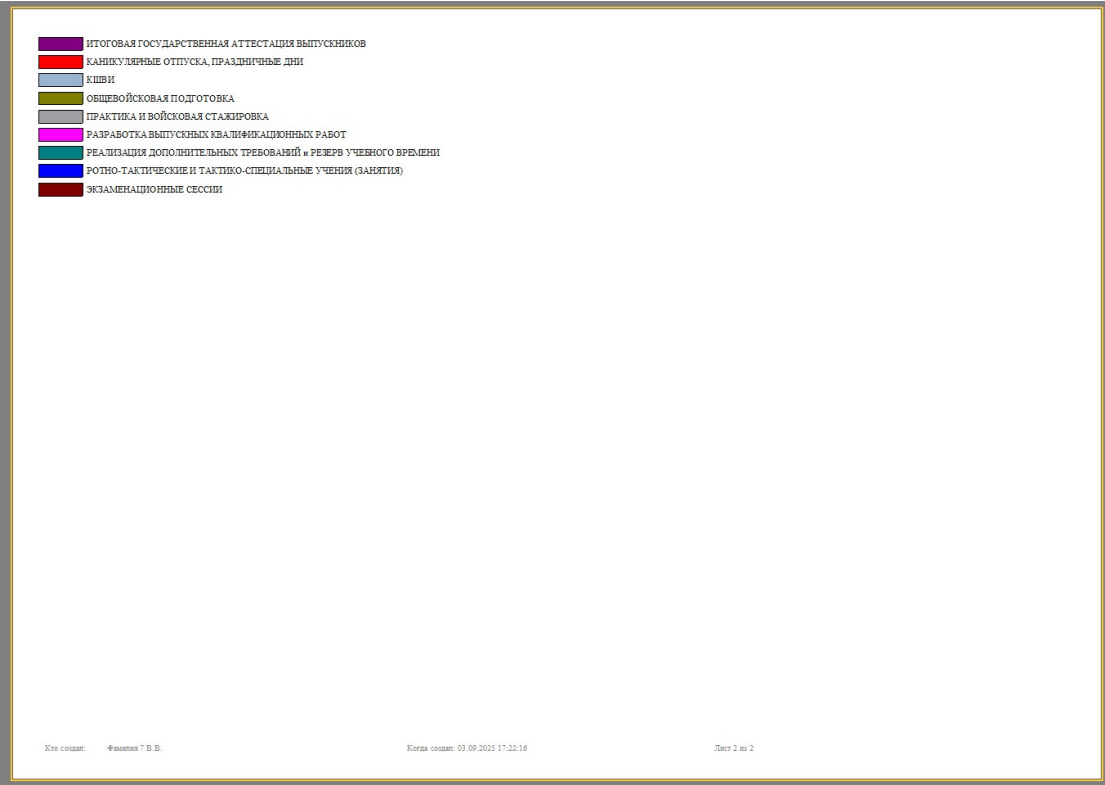 ИТОГОВАЯ ГОСУДАРСТВЕННАЯ АТТЕСТАЦИЯ ВЫПУСКНИКОВ
КАНИКУЛЯРНЫЕ ОТПУСКА, ПРАЗДНИЧНЫЕ ДНИ
КШВИ
ОБЩЕВОЙСКОВАЯ ПОДГОТОВКА
ПРАКТИКА И ВОЙСКОВАЯ СТАЖИРОВКА
РАЗРАБОТКА ВЫПУСКНЫХ КВАЛИФИКАЦИОННЫХ РАБОТ
РЕАЛИЗАЦИЯ ДОПОЛНИТЕЛЬНЫХ ТРЕБОВАНИЙ и РЕЗЕРВ УЧЕБНОГО ВРЕМЕНИ
РОТНО-ТАКТИЧЕСКИЕ И ТАКТИКО-СПЕЦИАЛЬНЫЕ УЧЕНИЯ (ЗАНЯТИЯ)
ЭКЗАМЕНАЦИОННЫЕ СЕССИИ
Кто создал: Фамилия 7 В.В. Когда создал: 03.09.2025 17:22:16 Лист 2 из 2